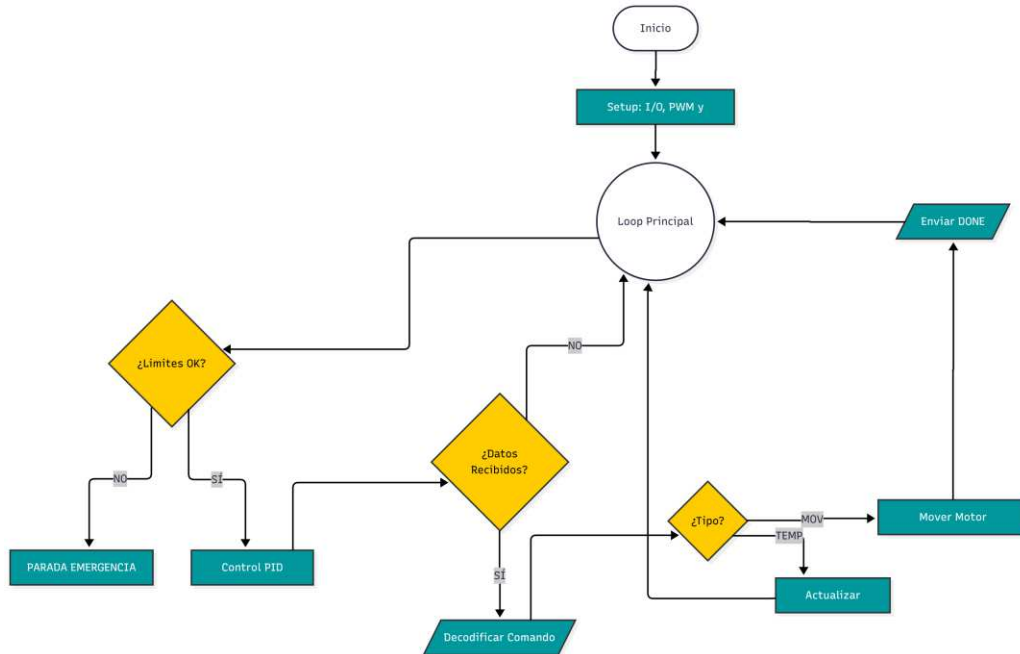 Inicio
Setup: I/O, PWM y
Loop Principal
Enviar DONE
¿Limites OK?
NO
SÍ
PARADA EMERGENCIA
Control PID
¿Datos
Recibidos?
NO
SÍ
Decodificar Comando
¿Tipo?
MOV
TEMP
Mover Motor
Actualizar